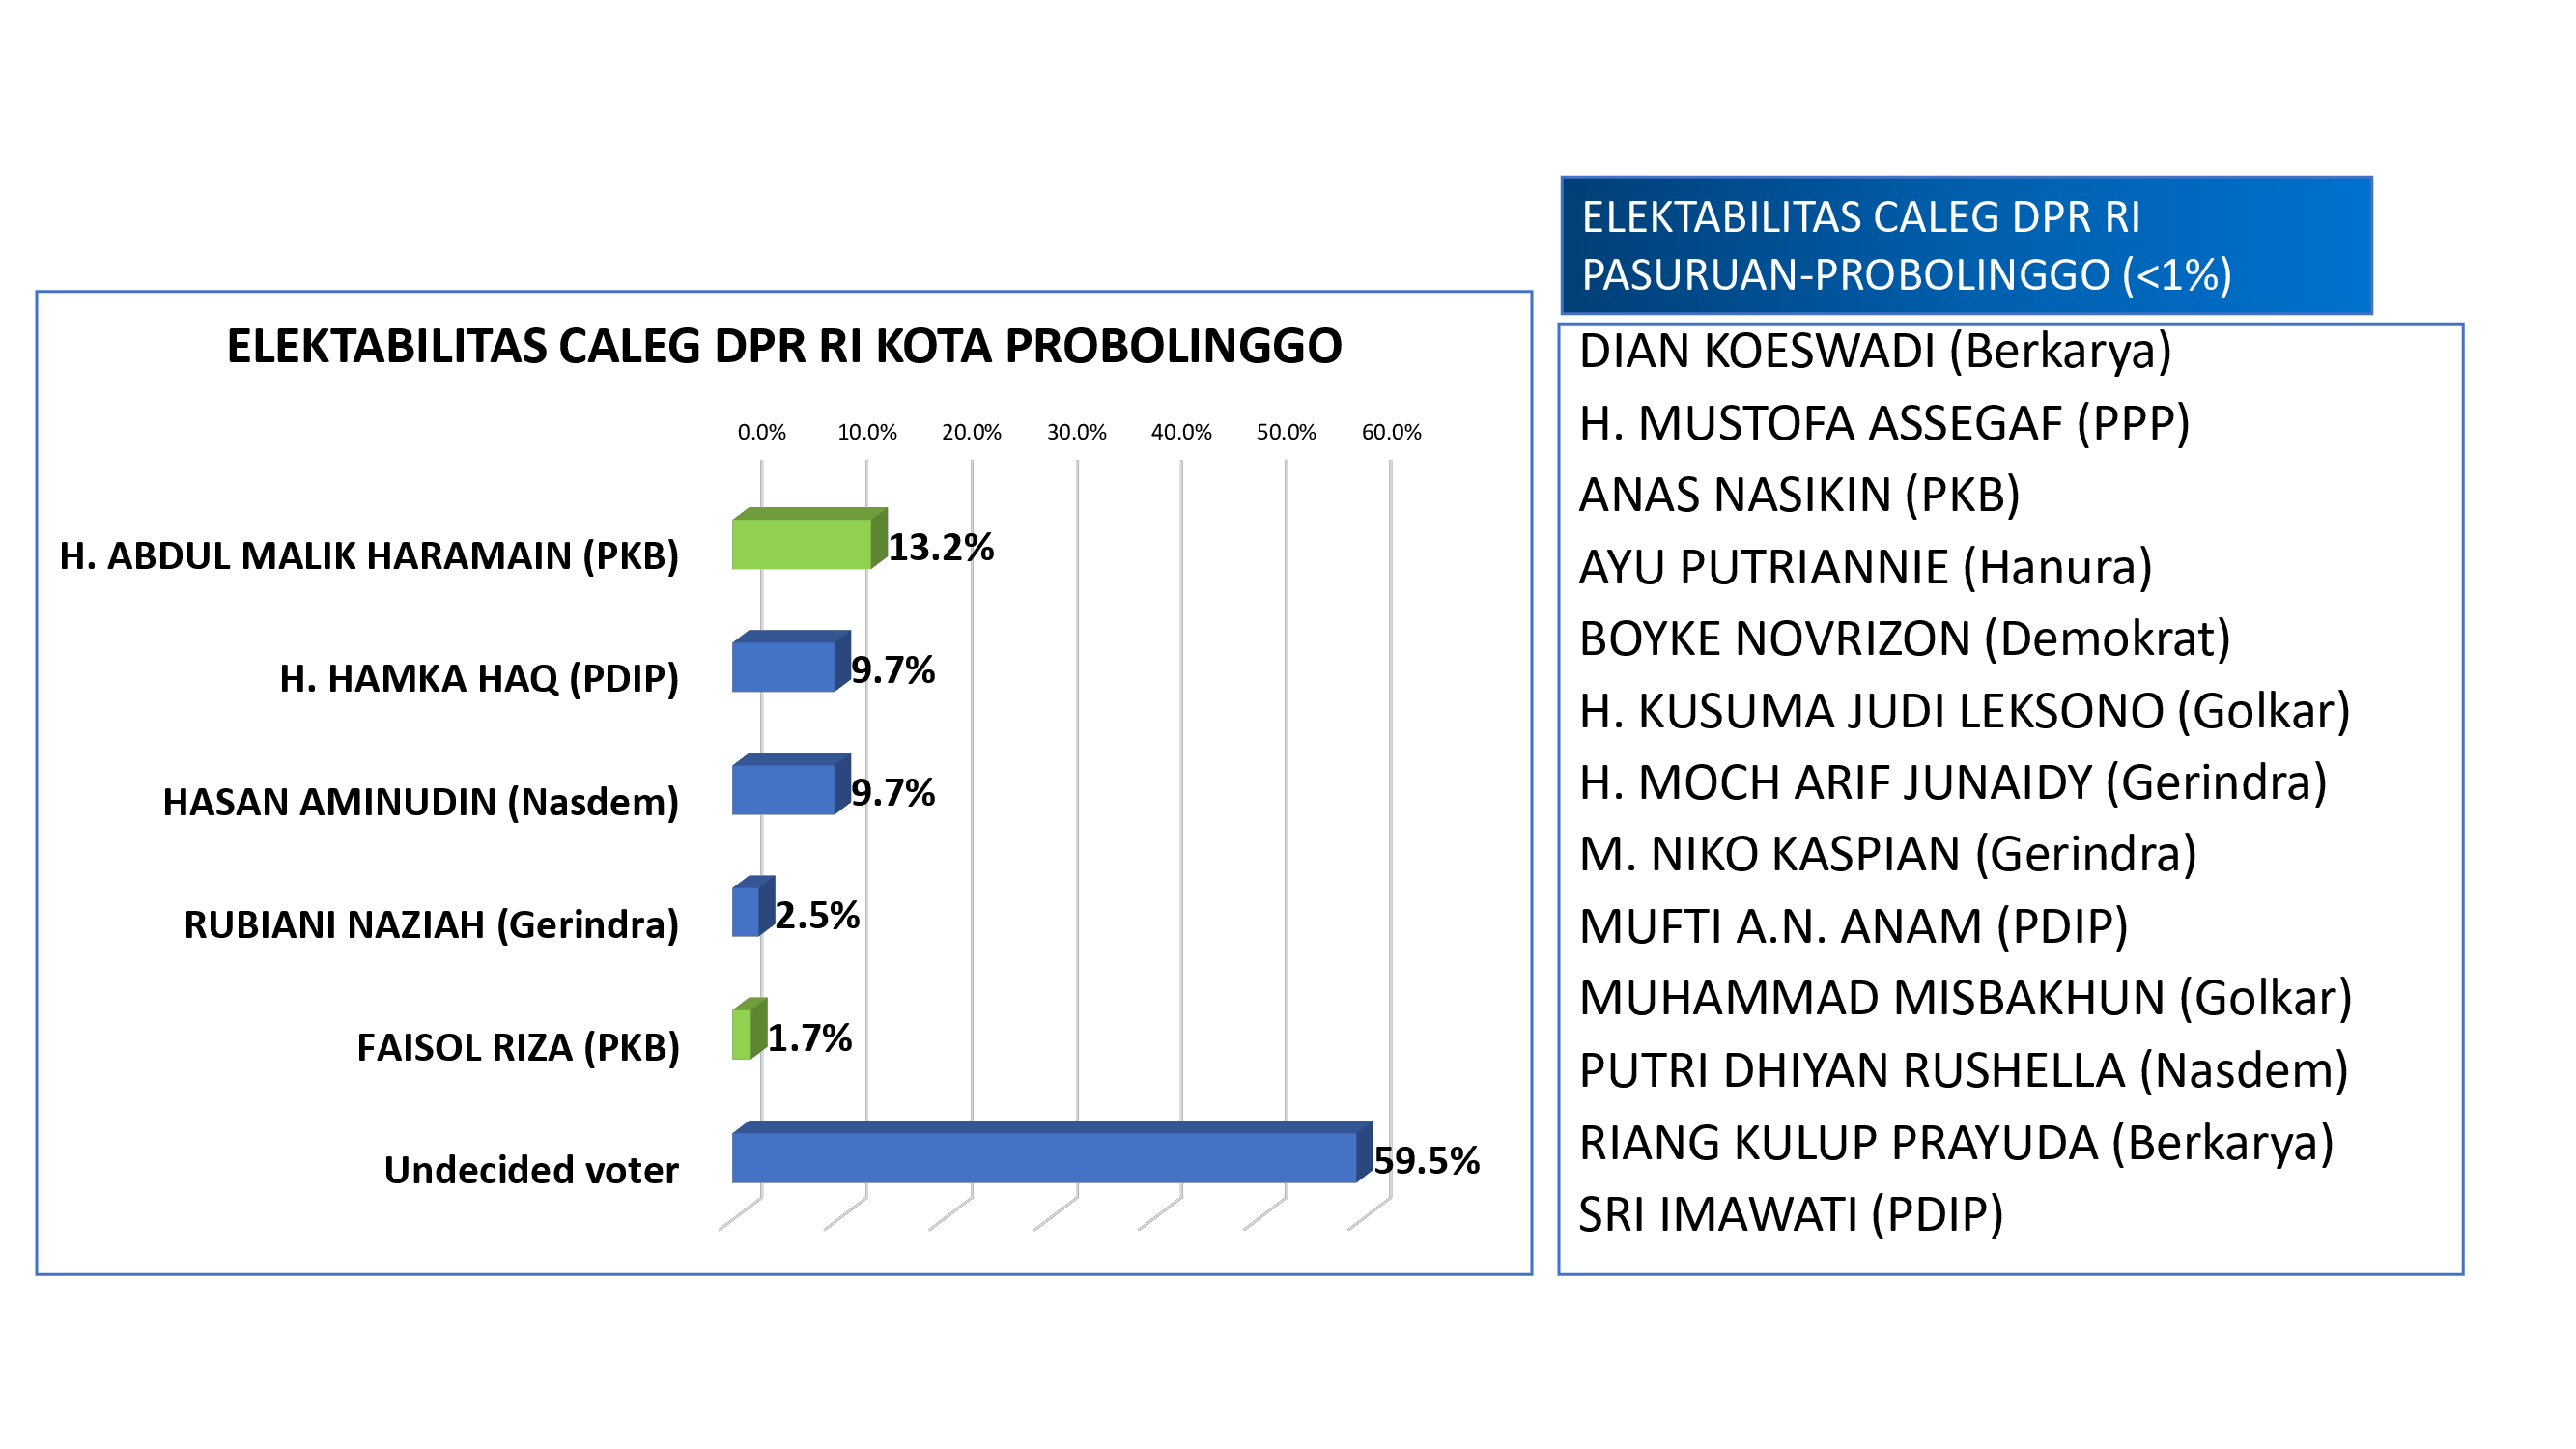 ELEKTABILITAS CALEG DPR RI KOTA PROBOLINGGO
0.0% 10.0% 20.0% 30.0% 40.0% 50.0% 60.0%
H. ABDUL MALIK HARAMAIN (PKB) 13.2%
H. HAMKA HAQ (PDIP) 9.7%
HASAN AMINUDIN (Nasdem) 9.7%
RUBIANI NAZIAH (Gerindra) 2.5%
FAISOL RIZA (PKB) 1.7%
Undecided voter 59.5%
ELEKTABILITAS CALEG DPR RI
PASURUAN-PROBOLINGGO (<1%)
DIAN KOESWADI (Berkarya)
H. MUSTOFA ASSEGAF (PPP)
ANAS NASIKIN (PKB)
AYU PUTRIANNIE (Hanura)
BOYKE NOVRIZON (Demokrat)
H. KUSUMA JUDI LEKSONO (Golkar)
H. MOCH ARIF JUNAIDY (Gerindra)
M. NIKO KASPIAN (Gerindra)
MUFTI A.N. ANAM (PDIP)
MUHAMMAD MISBAKHUN (Golkar)
PUTRI DHIYAN RUSHELLA (Nasdem)
RIANG KULUP PRAYUDA (Berkarya)
SRI IMAWATI (PDIP)